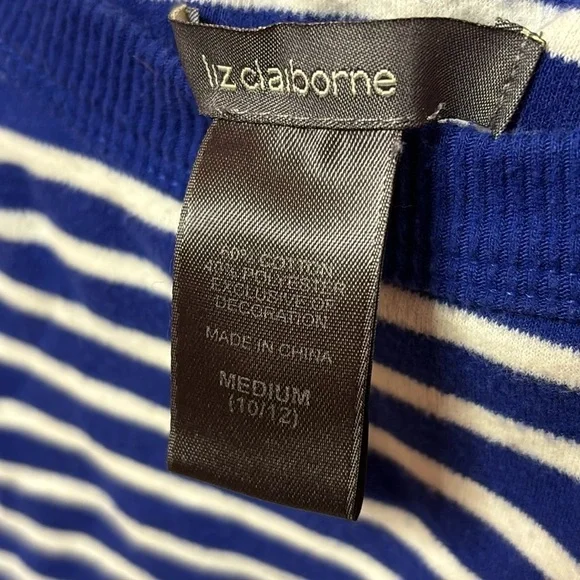 liz claiborne
60% COTTON
40% POLYESTER
EXCLUSIVE OF
DECORATION
MADE IN CHINA
MEDIUM
(10/12)